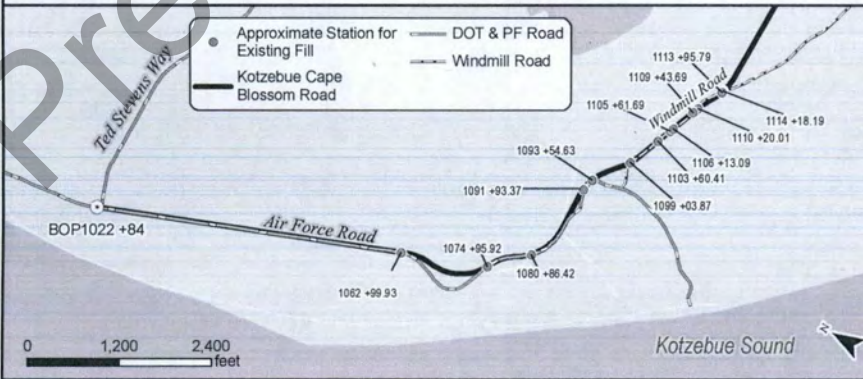 Pre
Approximate Station for
Existing Fill
Kotzebue Cape
Blossom Road
DOT & PF Road
Windmill Road
Ted Stevens Way
1113 +95.79
1109 +43.69
1105 +61.69
Windmill Road
1114 +18.19
1110 +20.01
1093 +54.63
1106 +13.09
1103 +60.41
1091 +93.37
1099 +03.87
BOP1022 +84
Air Force Road
1074 +95.92
1080 +86.42
1062 +99.93
0 1,200 2,400
feet
Kotzebue Sound
N